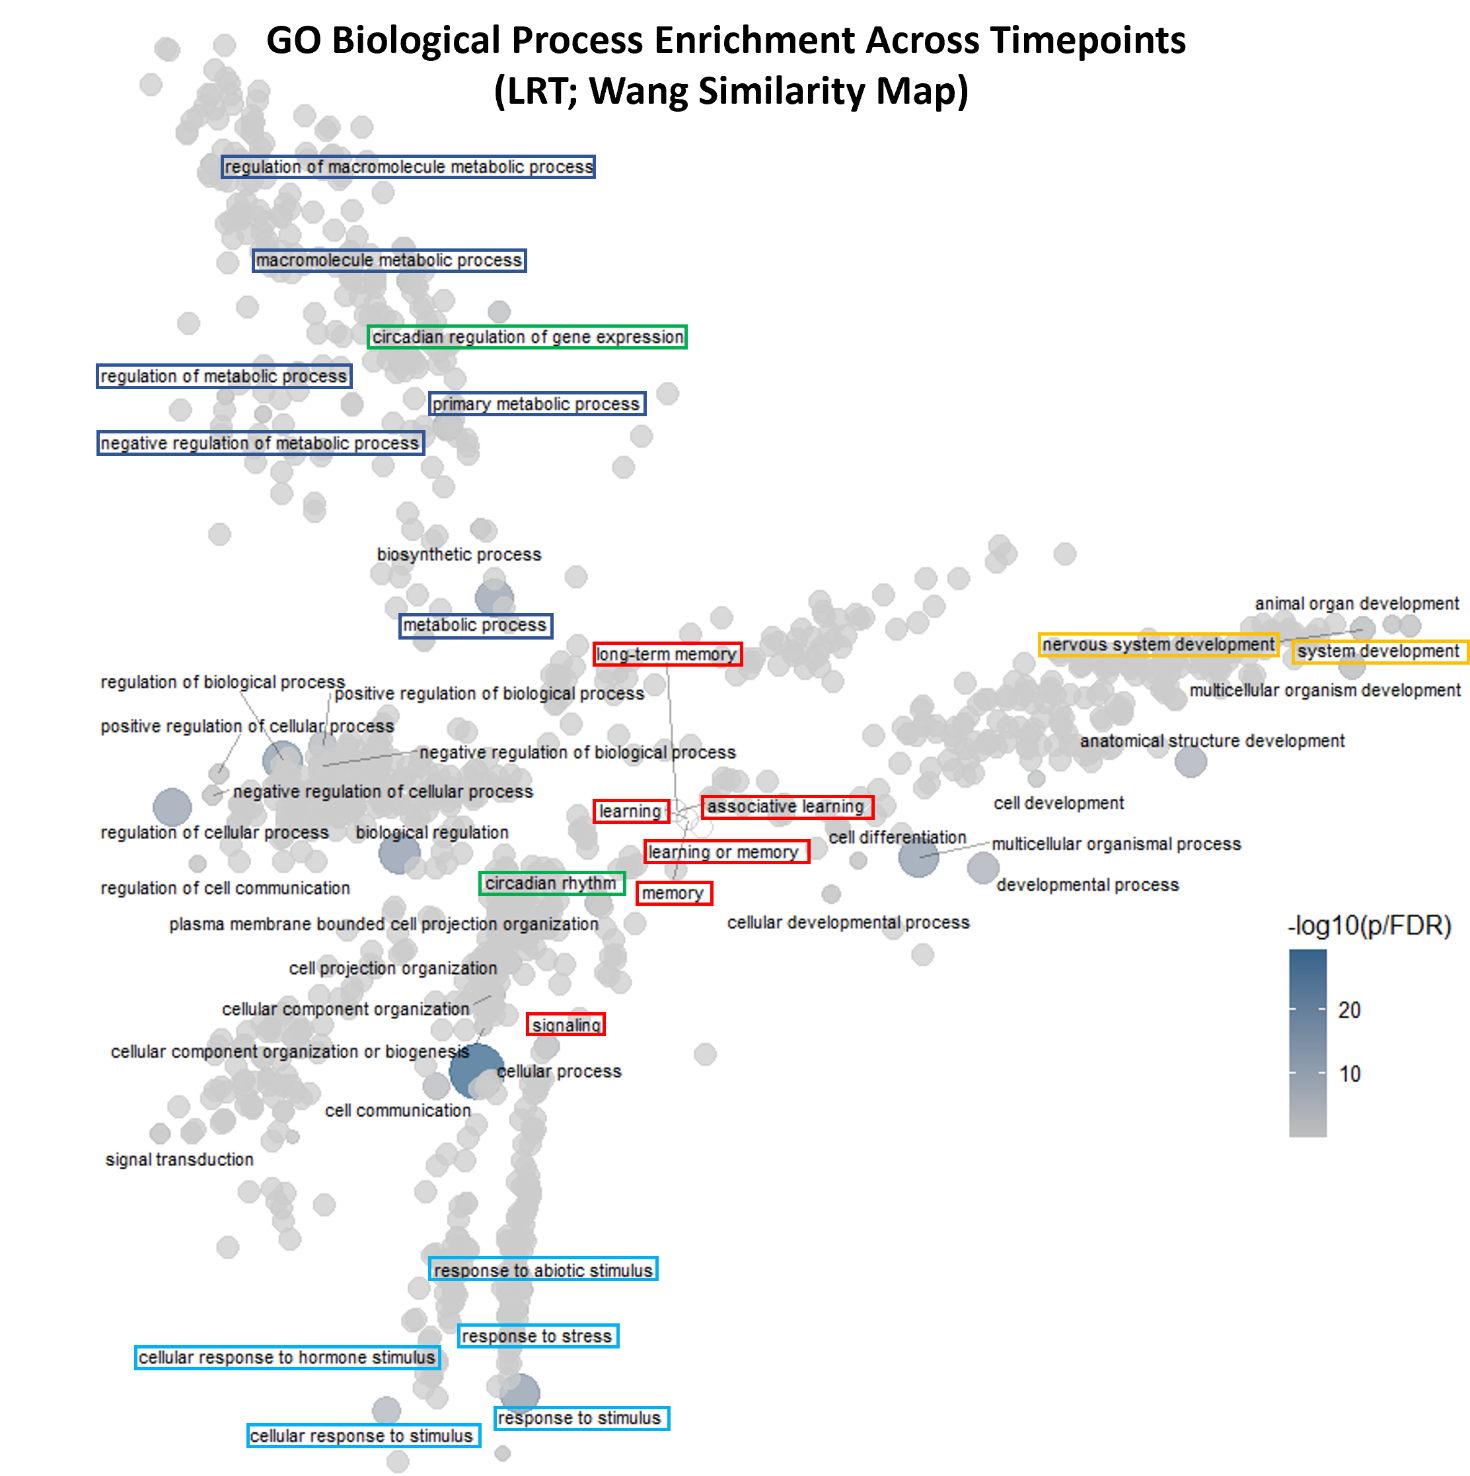 GO Biological Process Enrichment Across Timepoints
(LRT; Wang Similarity Map)
regulation of macromolecule metabolic process
macromolecule metabolic process
circadian regulation of gene expression
regulation of metabolic process
primary metabolic process
negative regulation of metabolic process
biosynthetic process
metabolic process
animal organ development
nervous system development
system development
long-term memory
regulation of biological process
positive regulation of biological process
multicellular organism development
positive regulation of cellular process
anatomical structure development
negative regulation of biological process
negative regulation of cellular process
cell development
learning
associative learning
regulation of cellular process
biological regulation
cell differentiation
multicellular organismal process
learning or memory
regulation of cell communication
circadian rhythm
memory
developmental process
plasma membrane bounded cell projection organization
cellular developmental process
-log10(p/FDR)
cell projection organization
cellular component organization
20
signaling
cellular component organization or biogenesis
cellular process
10
cell communication
signal transduction
response to abiotic stimulus
response to stress
cellular response to hormone stimulus
response to stimulus
cellular response to stimulus